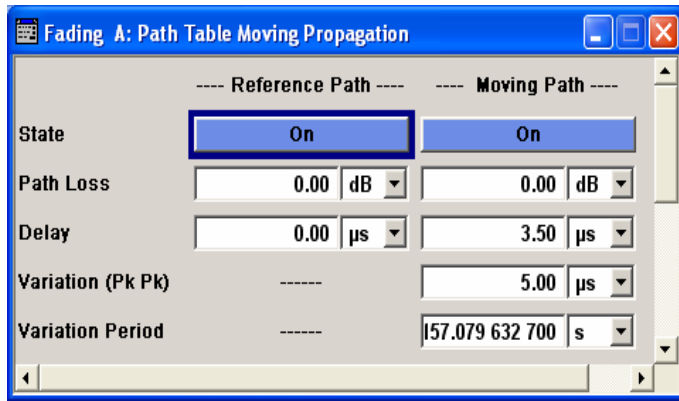 Fading A: Path Table Moving Propagation
---- Reference Path ---- ---- Moving Path ----
State On On
Path Loss 0.00 dB 0.00 dB
Delay 0.00 µs 3.50 µs
Variation (Pk Pk) ------ 5.00 µs
Variation Period ------ 157.079 632 700 s